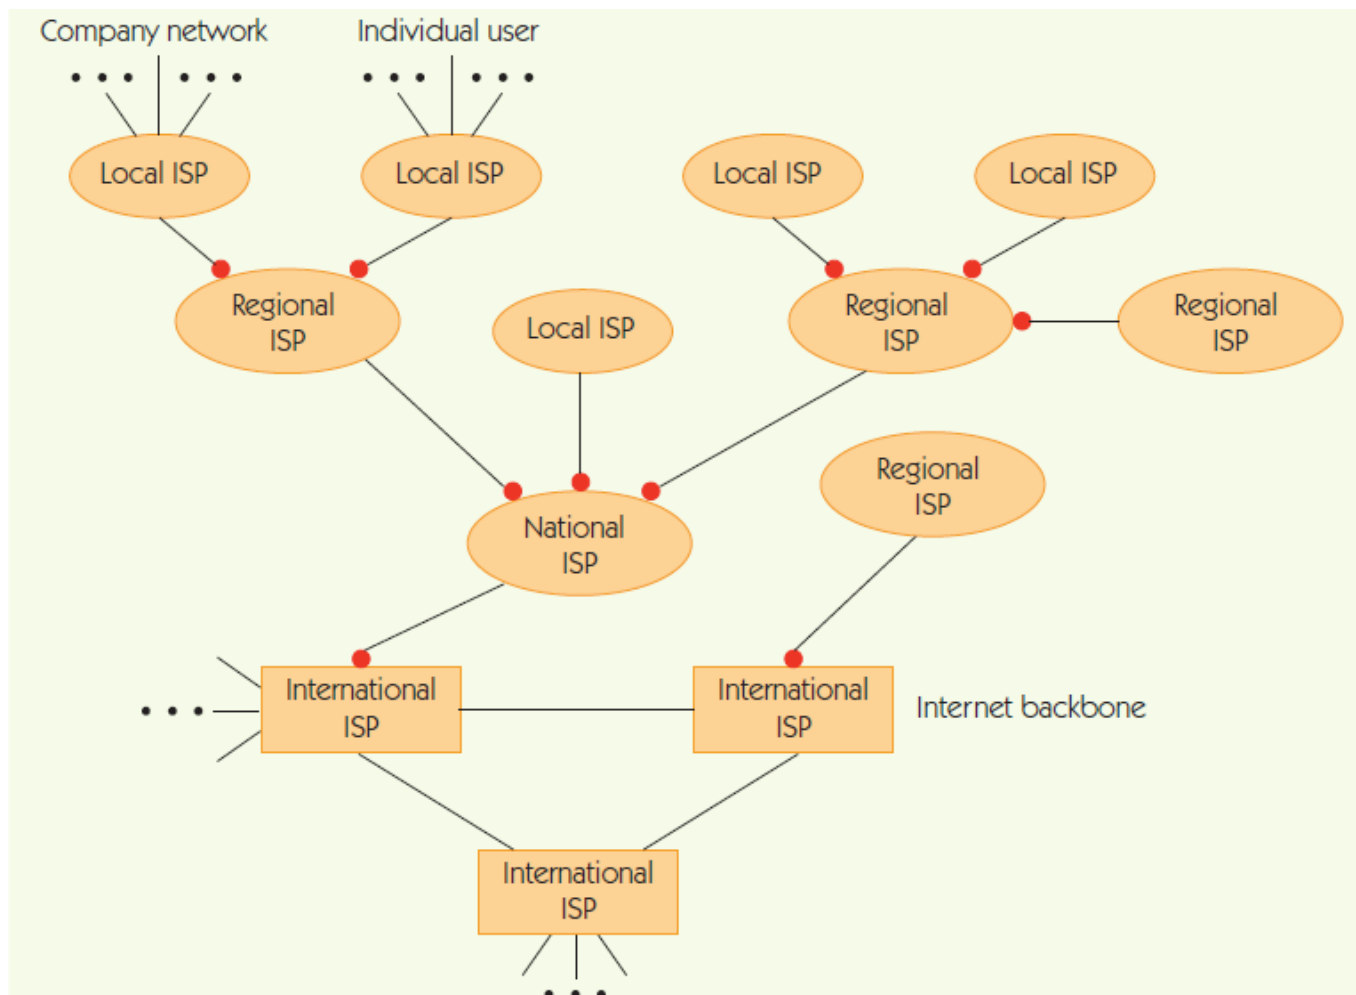 Company network
Individual user
Local ISP
Local ISP
Local ISP
Local ISP
Regional
ISP
Local ISP
Regional
ISP
Regional
ISP
Regional
ISP
National
ISP
International
ISP
International
ISP
Internet backbone
International
ISP